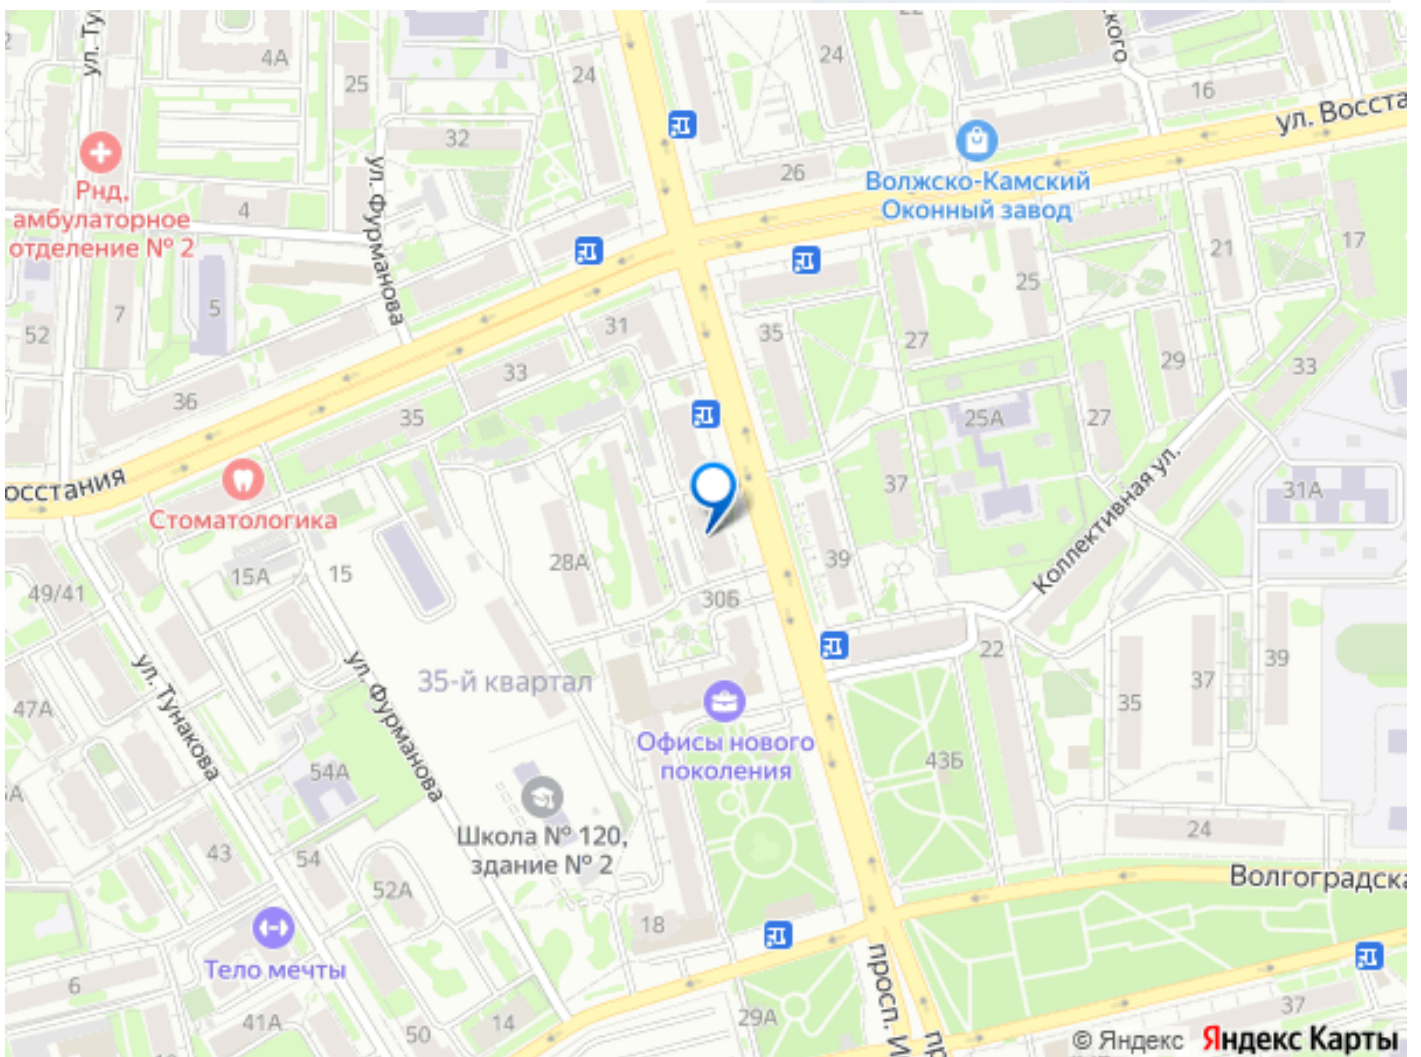 22
24
24
4А
25
ул. Ту
ского
16
ул. Восста
32
26
Рнд,
амбулаторное
отделение № 2
4
ул. Фурманова
Волжско-Камский
Оконный завод
21
17
5
7
52
31
35
25
27
33
29
33
36
35
25А
27
осстания
Стоматологика
37
31А
Коллективная ул.
49/41
15А
15
28А
39
30Б
22
39
37
35
35-й квартал
47А
ул. Тунакова
ул. Фурманова
Офисы нового
поколения
43Б
54А
Школа № 120,
здание № 2
24
43
54
52А
Волгоградска
18
Тело мечты
6
просп. И
пр
41А
50
14
29А
37
© Яндекс Яндекс Карты